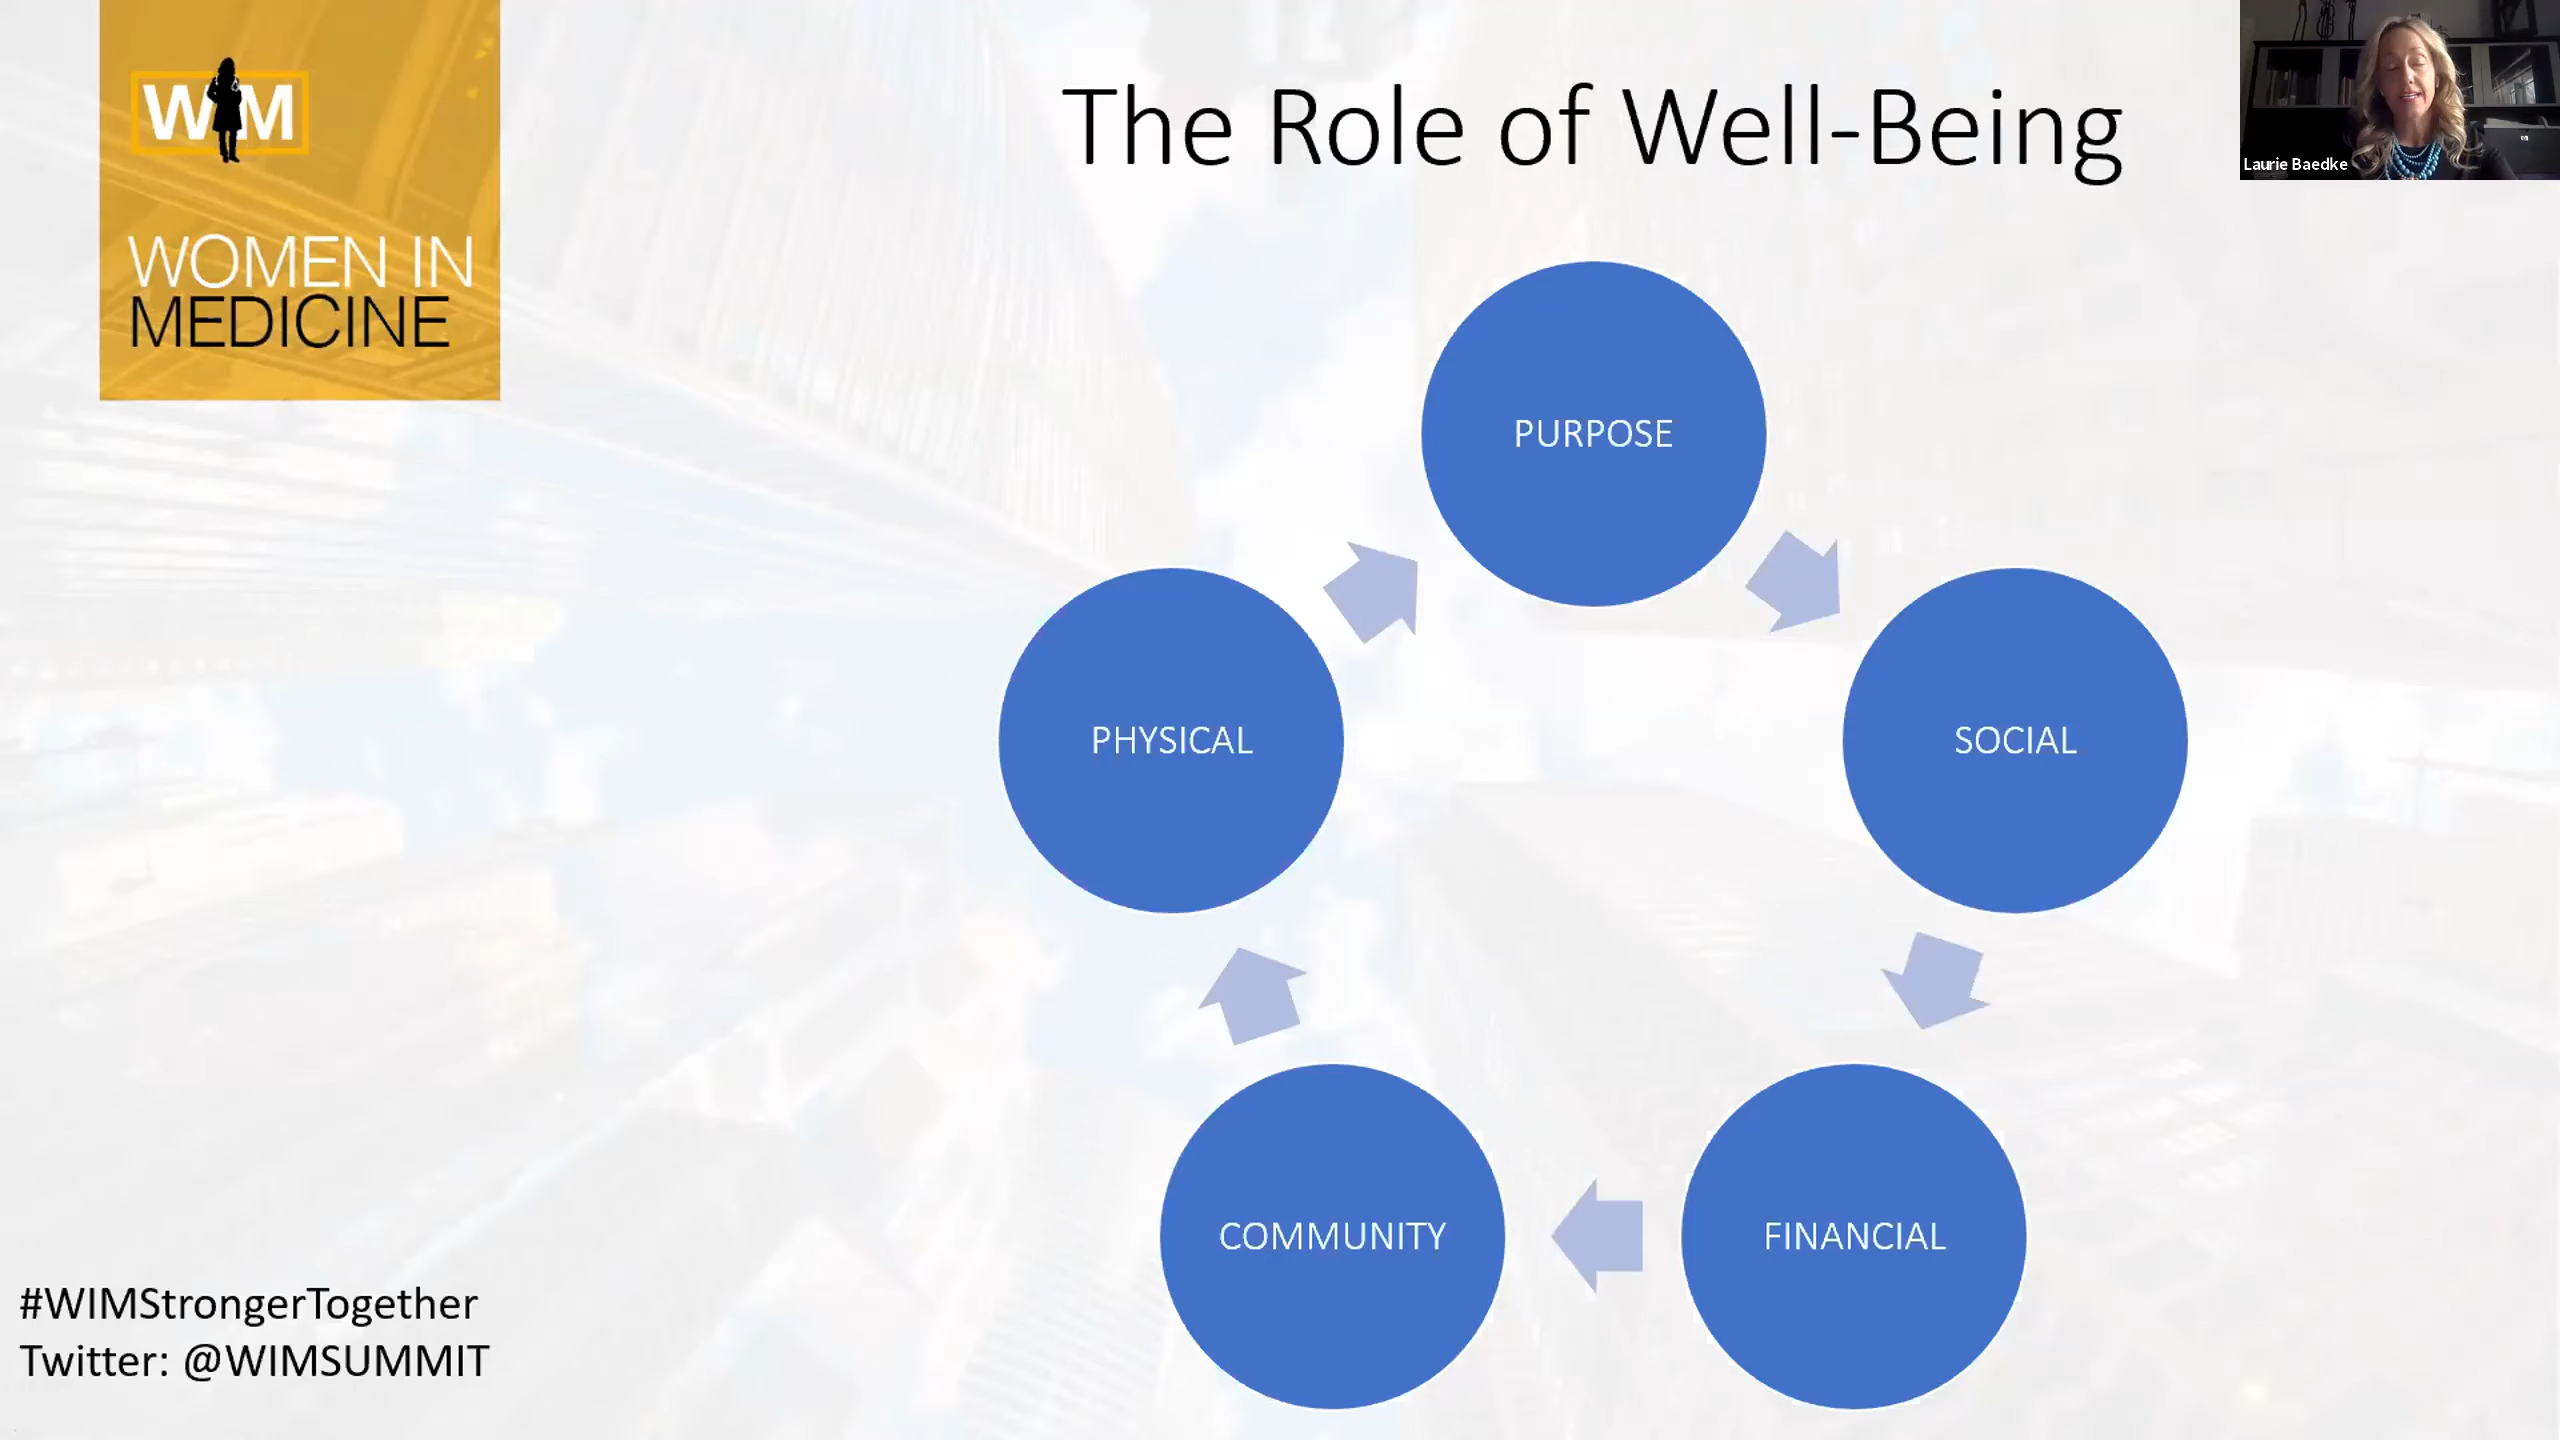 WIM
WOMEN IN
MEDICINE
The Role of Well-Being
Laurie Baedke
PURPOSE
SOCIAL
FINANCIAL
COMMUNITY
PHYSICAL
#WIMStrongerTogether
Twitter: @WIMSUMMIT